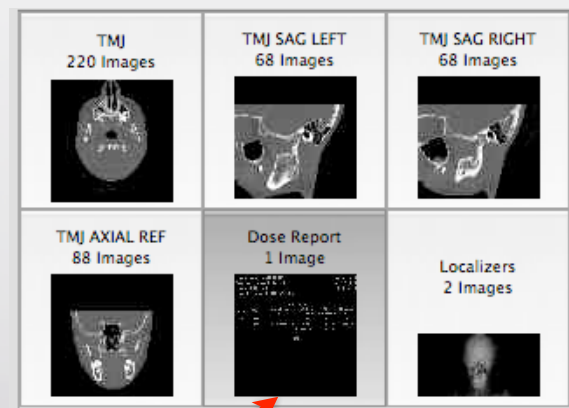 TMJ
220 Images
TMJ SAG LEFT
68 Images
TMJ SAG RIGHT
68 Images
TMJ AXIAL REF
88 Images
Dose Report
1 Image
Localizers
2 Images